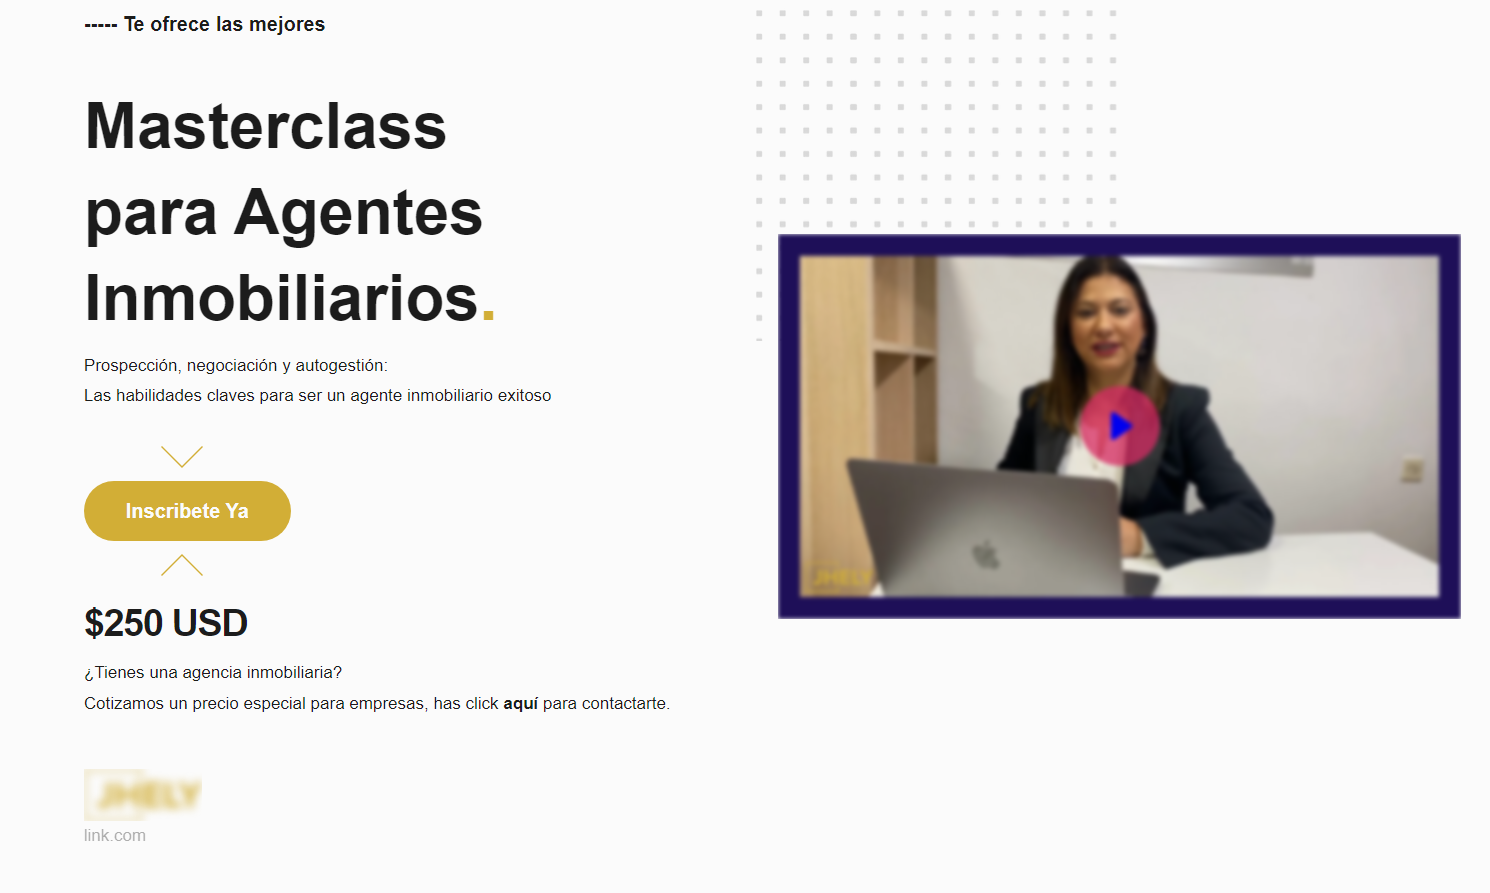 ----- Te ofrece las mejores
Masterclass
para Agentes
Inmobiliarios.
Prospección, negociación y autogestión:
Las habilidades claves para ser un agente inmobiliario exitoso
Inscribete Ya
$250 USD
¿Tienes una agencia inmobiliaria?
Cotizamos un precio especial para empresas, has click aquí para contactarte.
JHELY
link.com
JHELY